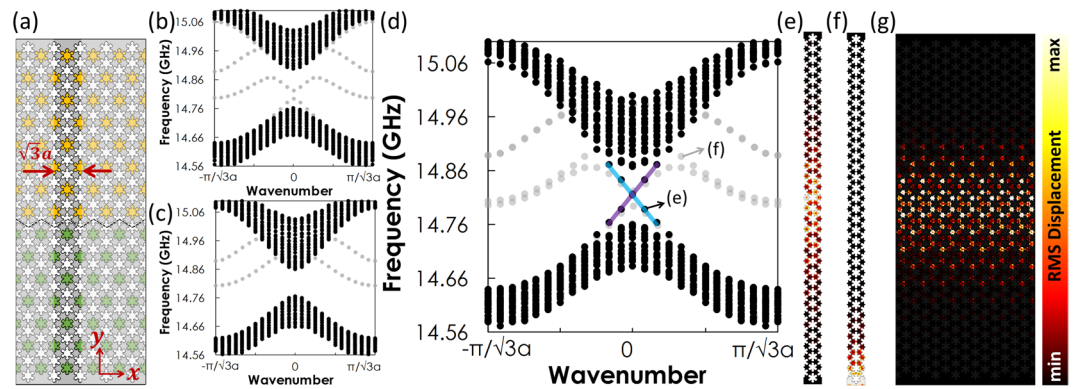 (a)
√3a
y
x
(b)
Frequency (GHz)
15.06
14.96
14.86
14.76
14.66
14.56
-π/√3a
0
π/√3a
Wavenumber
(c)
Frequency (GHz)
15.06
14.96
14.86
14.76
14.66
14.56
-π/√3a
0
π/√3a
Wavenumber
(d)
Frequency (GHz)
15.06
14.96
14.86
14.76
14.66
14.56
(f)
(e)
-π/√3a
0
π/√3a
Wavenumber
(e)
(f)
(g)
max
RMS Displacement
min